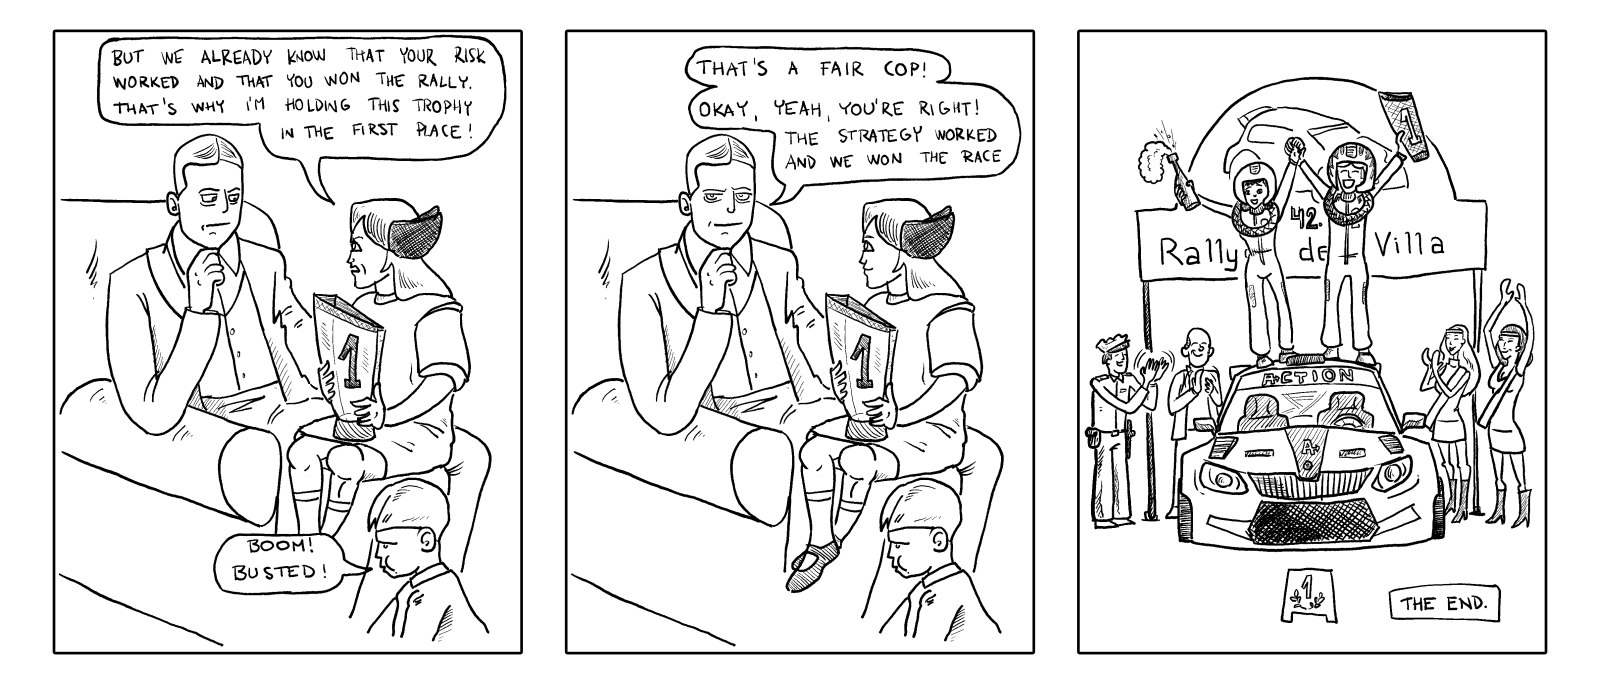 BUT WE ALREADY KNOW THAT YOUR RISK
WORKED AND THAT YOU WON THE RALLY.
THAT'S WHY I'M HOLDING THIS TROPHY
IN THE FIRST PLACE!
1
BOOM!
BUSTED!
THAT'S A FAIR COP!
OKAY, YEAH, YOU'RE RIGHT!
THE STRATEGY WORKED
AND WE WON THE RACE
1
1
42.
Rally de Villa
ACTION
A.
1
THE END.